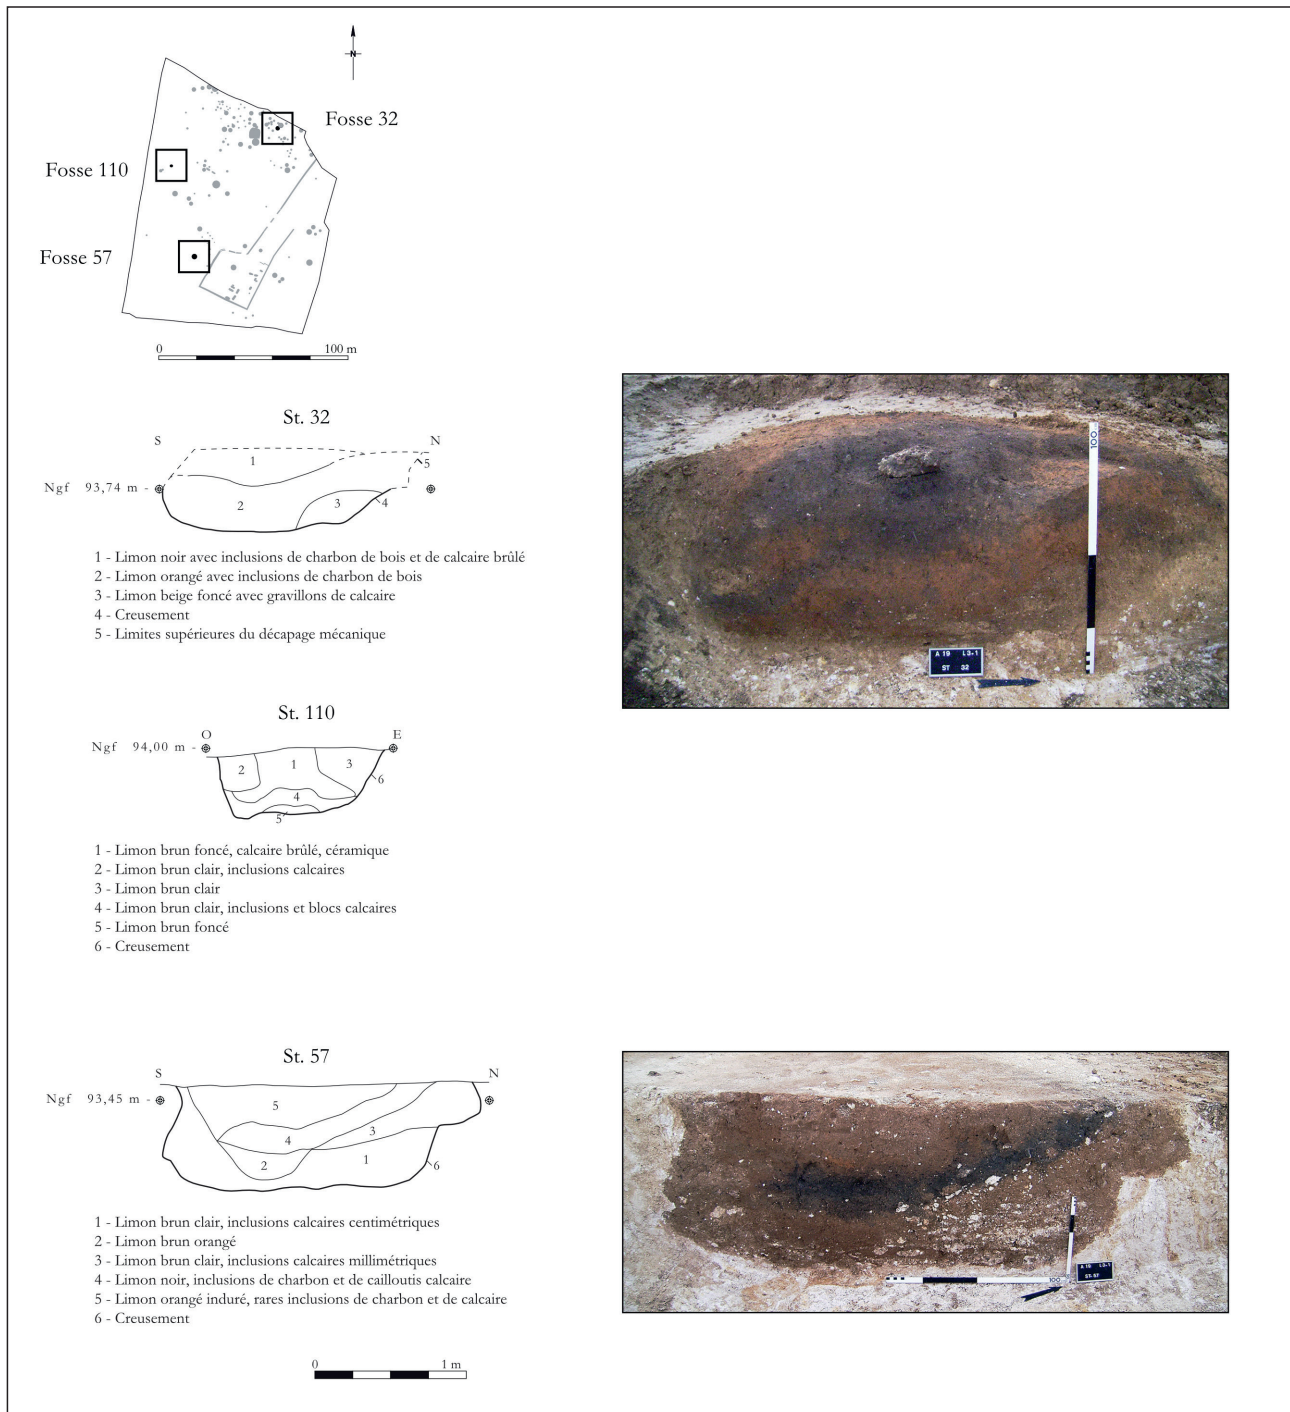 N
Fosse 32
Fosse 110
Fosse 57
0 100 m
St. 32
S N
1
5
Ngf 93,74 m -
2 3 4
1 - Limon noir avec inclusions de charbon de bois et de calcaire brûlé
2 - Limon orangé avec inclusions de charbon de bois
3 - Limon beige foncé avec gravillons de calcaire
4 - Creusement
5 - Limites supérieures du décapage mécanique
100
A 19 L3-1
ST 32
St. 110
O E
Ngf 94,00 m -
2 1 3
6
4
5
1 - Limon brun foncé, calcaire brûlé, céramique
2 - Limon brun clair, inclusions calcaires
3 - Limon brun clair
4 - Limon brun clair, inclusions et blocs calcaires
5 - Limon brun foncé
6 - Creusement
St. 57
S N
Ngf 93,45 m -
5
4 3
2 1 6
1 - Limon brun clair, inclusions calcaires centimétriques
2 - Limon brun orangé
3 - Limon brun clair, inclusions calcaires millimétriques
4 - Limon noir, inclusions de charbon et de cailloutis calcaire
5 - Limon orangé induré, rares inclusions de charbon et de calcaire
6 - Creusement
100
A 19 L3-1
ST-57
0 1 m